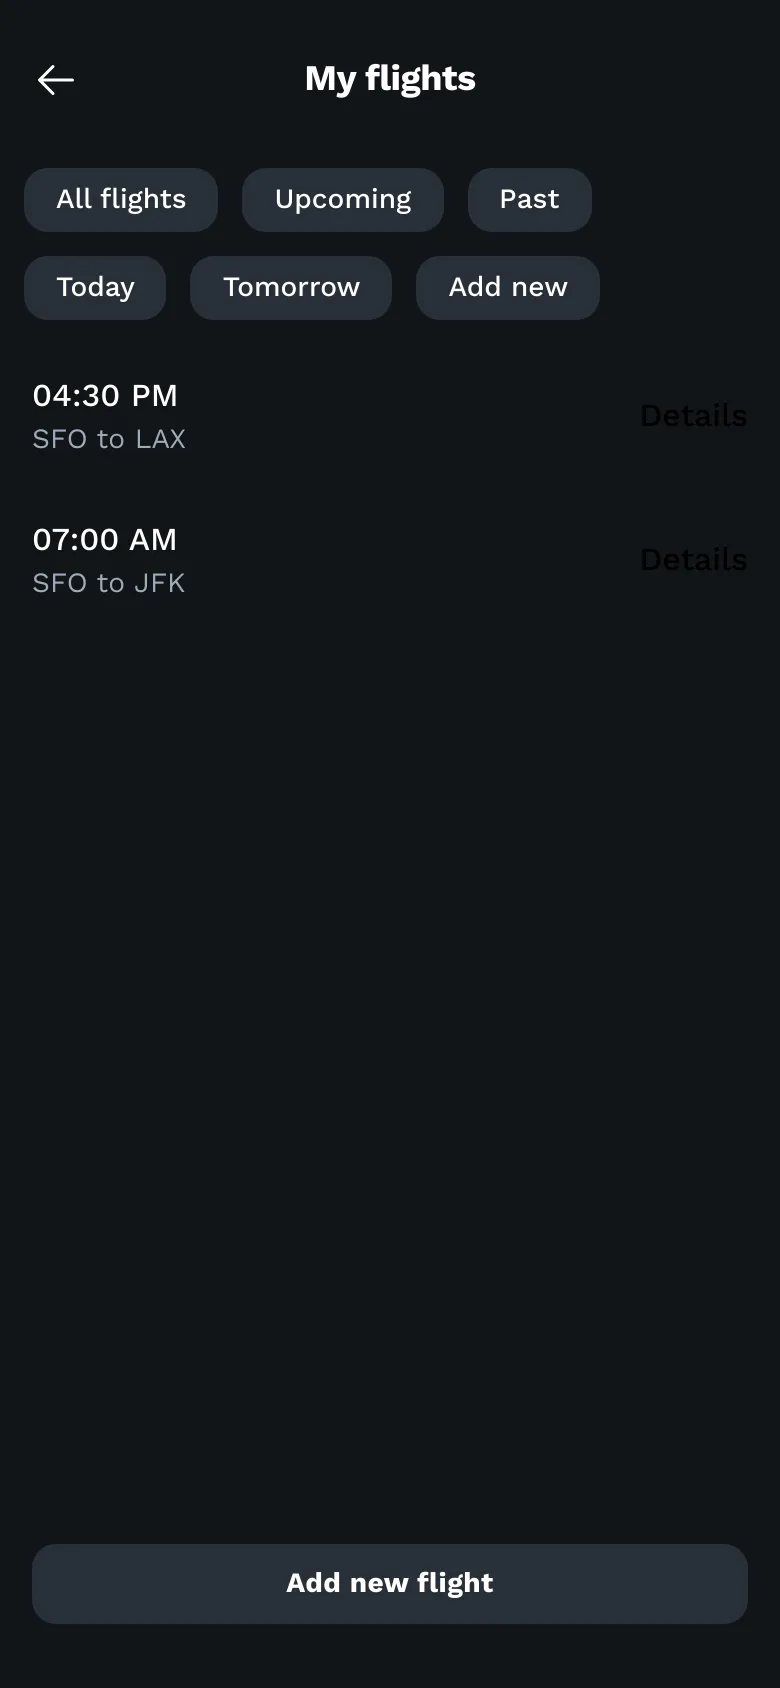 My flights
All flights Upcoming Past
Today Tomorrow Add new
04:30 PM
Details
SFO to LAX
07:00 AM
Details
SFO to JFK
Add new flight